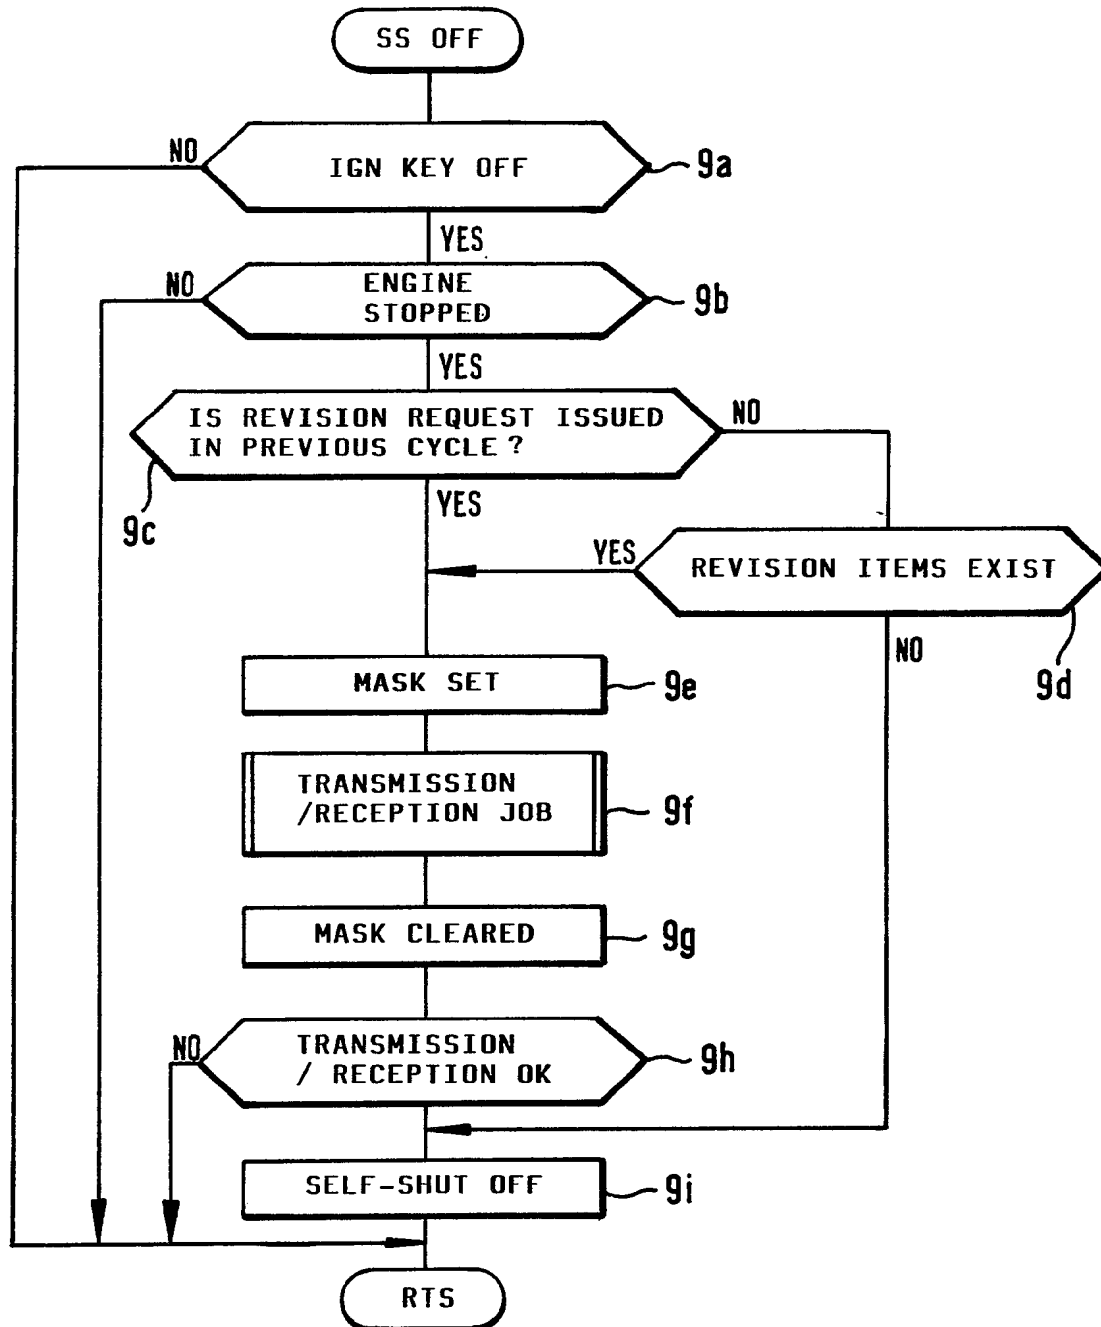 SS OFF
NO
IGN KEY OFF
9a
YES
NO
ENGINE
STOPPED
9b
YES
IS REVISION REQUEST ISSUED
IN PREVIOUS CYCLE?
NO
9c
YES
YES
REVISION ITEMS EXIST
NO
9d
MASK SET
9e
TRANSMISSION
/RECEPTION JOB
9f
MASK CLEARED
9g
NO
TRANSMISSION
/ RECEPTION OK
9h
SELF-SHUT OFF
9i
RTS